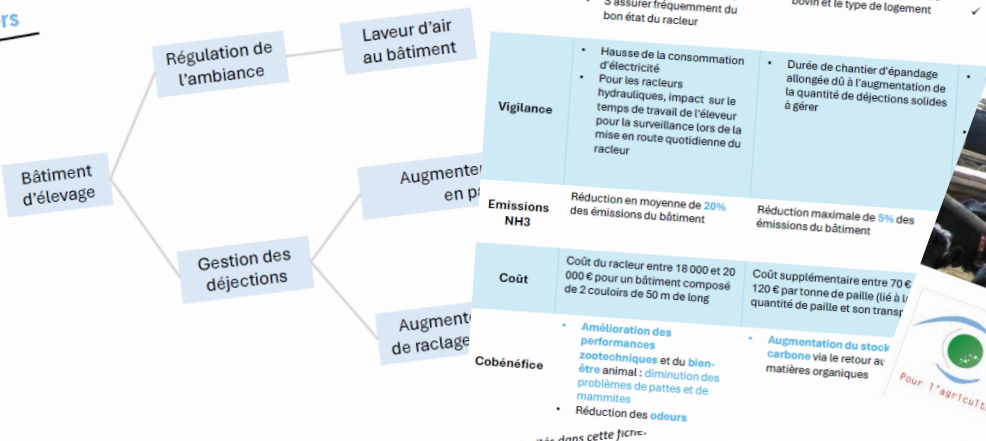 ers
Régulation de
l'ambiance
Laveur d'air
au bâtiment
Bâtiment
d'élevage
Gestion des
déjections
Augmenter
en
Augment
de raclage
• S'assurer fréquemment du
bon état du racleur
bovin et le type de logement
✓
Vigilance
• Hausse de la consommation
d'électricité
• Pour les racleurs
hydrauliques, impact sur le
temps de travail de l'éleveur
pour la surveillance lors de la
mise en route quotidienne du
racleur
• Durée de chantier d'épandage
allongée dû à l'augmentation de
la quantité de déjections solides
à gérer
Emissions
NH3
Réduction en moyenne de 20%
des émissions du bâtiment
Réduction maximale de 5% des
émissions du bâtiment
Coût
Coût du racleur entre 18 000 et 20
000 € pour un bâtiment composé
de 2 couloirs de 50 m de long
Coût supplémentaire entre 70 €
120 € par tonne de paille (lié à la
quantité de paille et son transp
Cobénéfice
• Amélioration des
performances
zootechniques et du bien-
être animal : diminution des
problèmes de pattes et de
mammites
• Réduction des odeurs
• Augmentation du stock
carbone via le retour au
matières organiques
dans cette fiche.
Pour l'agricult